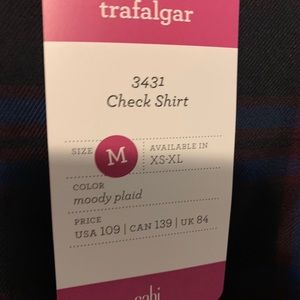 trafalgar
3431
Check Shirt
SIZE M AVAILABLE IN
XS-XL
COLOR
moody plaid
PRICE
USA 109 | CAN 139 | UK 84
cabi